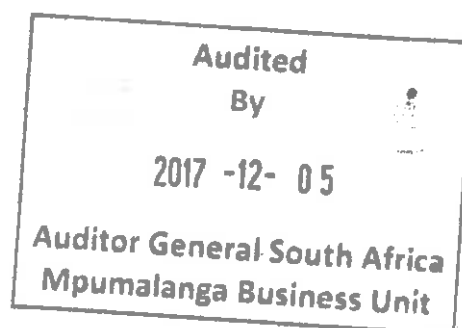 Audited
By
2017 -12- 05
Auditor General South Africa
Mpumalanga Business Unit